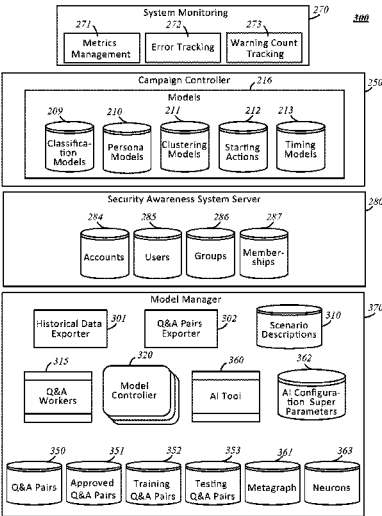 System Monitoring
270
300
271
272
273
Metrics
Management
Error Tracking
Warning Count
Tracking
Campaign Controller
216
250
Models
209
210
211
212
213
Classifica-
tion
Models
Persona
Models
Clustering
Models
Starting
Actions
Timing
Models
Security Awareness System Server
280
284
285
286
287
Accounts
Users
Groups
Member-
ships
Model Manager
370
301
302
310
Historical Data
Exporter
Q&A Pairs
Exporter
Scenario
Descriptions
315
320
360
362
Q&A
Workers
Model
Controller
AI Tool
AI Configura-
tion Super
Parameters
350
351
352
353
361
363
Q&A Pairs
Approved
Q&A Pairs
Training
Q&A Pairs
Testing
Q&A Pairs
Metagraph
Neurons